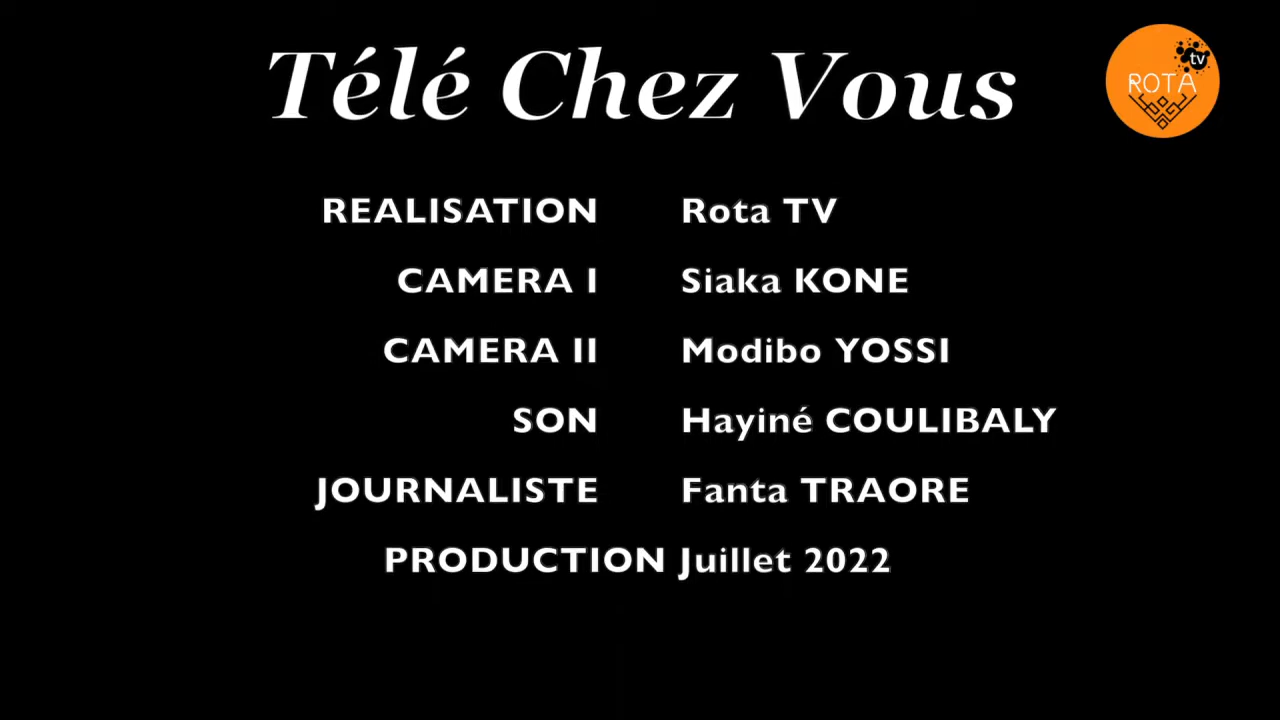 Télé Chez Vous
ROTA tv
REALISATION Rota TV
CAMERA I Siaka KONE
CAMERA II Modibo YOSSI
SON Hayiné COULIBALY
JOURNALISTE Fanta TRAORE
PRODUCTION Juillet 2022